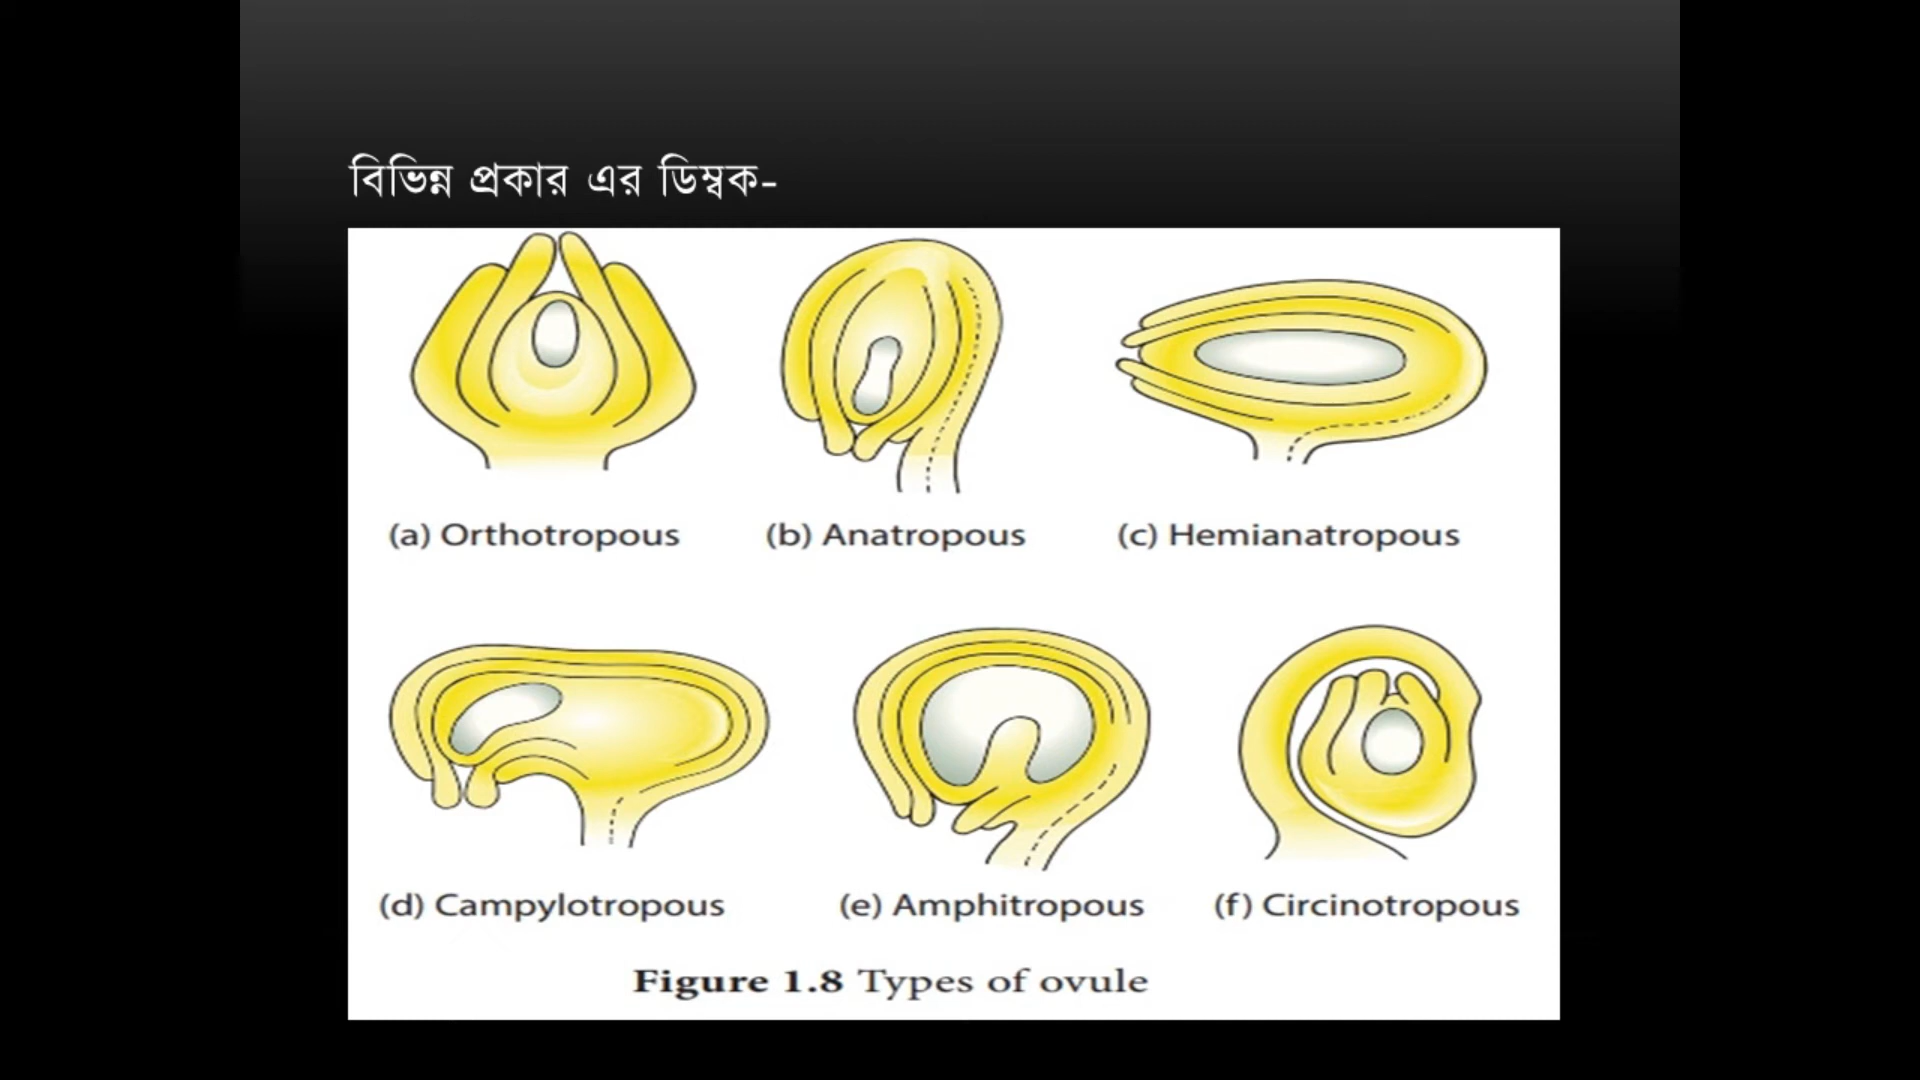 বিভিন্ন প্রকার এর ডিম্বক-
(a) Orthotropous (b) Anatropous (c) Hemianatropous
(d) Campylotropous (e) Amphitropous (f) Circinotropous
Figure 1.8 Types of ovule